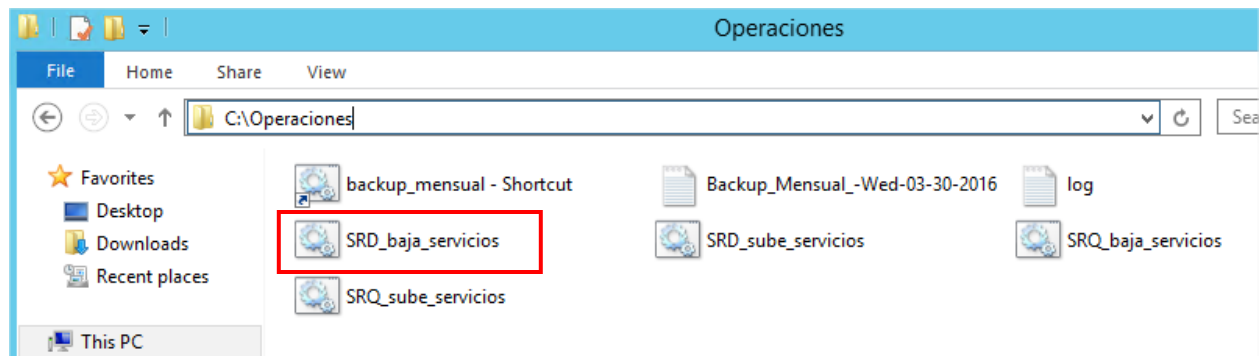 Operaciones
File Home Share View
C:\Operaciones
Sea
Favorites
Desktop
Downloads
Recent places
This PC
backup_mensual - Shortcut Backup_Mensual_-Wed-03-30-2016 log
SRD_baja_servicios SRD_sube_servicios SRQ_baja_servicios
SRQ_sube_servicios